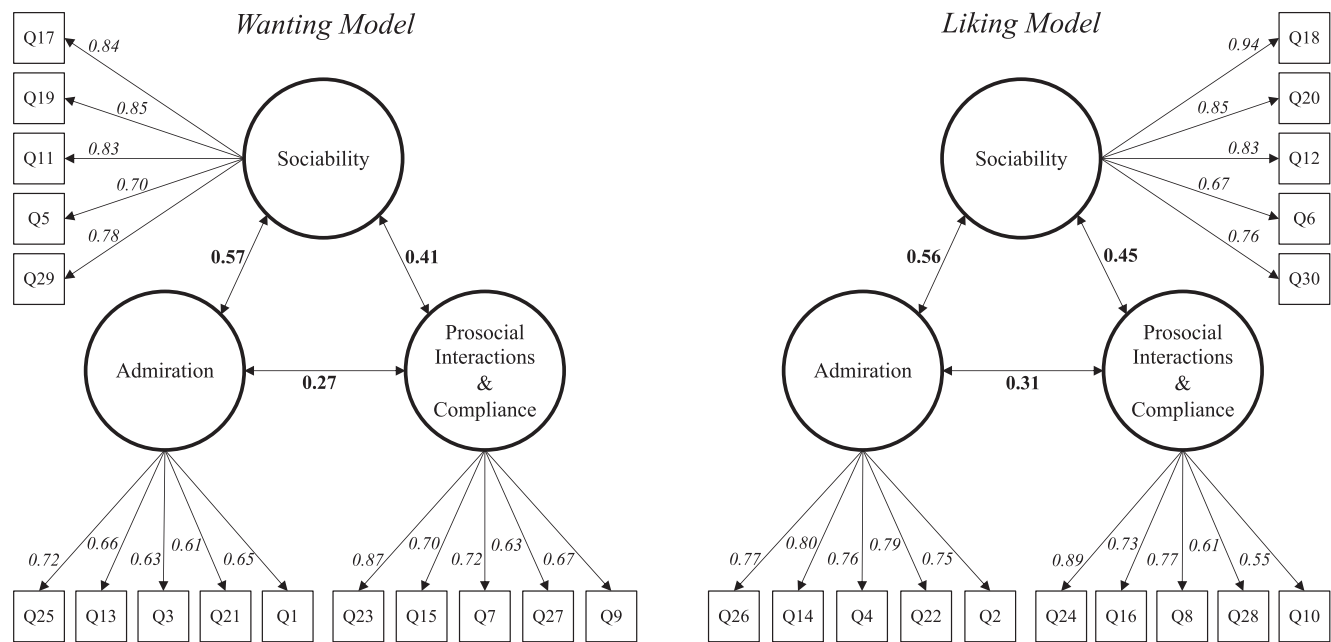 Wanting Model
Q17
0.84
Q19
0.85
Q11
0.83
Q5
0.70
Q29
0.78
Sociability
0.57
0.41
Admiration
0.27
Prosocial
Interactions
&
Compliance
0.72
0.66
0.63
0.61
0.65
0.87
0.70
0.72
0.63
0.67
Q25
Q13
Q3
Q21
Q1
Q23
Q15
Q7
Q27
Q9
Liking Model
Q18
0.94
Q20
0.85
Q12
0.83
Q6
0.67
Q30
0.76
Sociability
0.56
0.45
Admiration
0.31
Prosocial
Interactions
&
Compliance
0.77
0.80
0.76
0.79
0.75
0.89
0.73
0.77
0.61
0.55
Q26
Q14
Q4
Q22
Q2
Q24
Q16
Q8
Q28
Q10